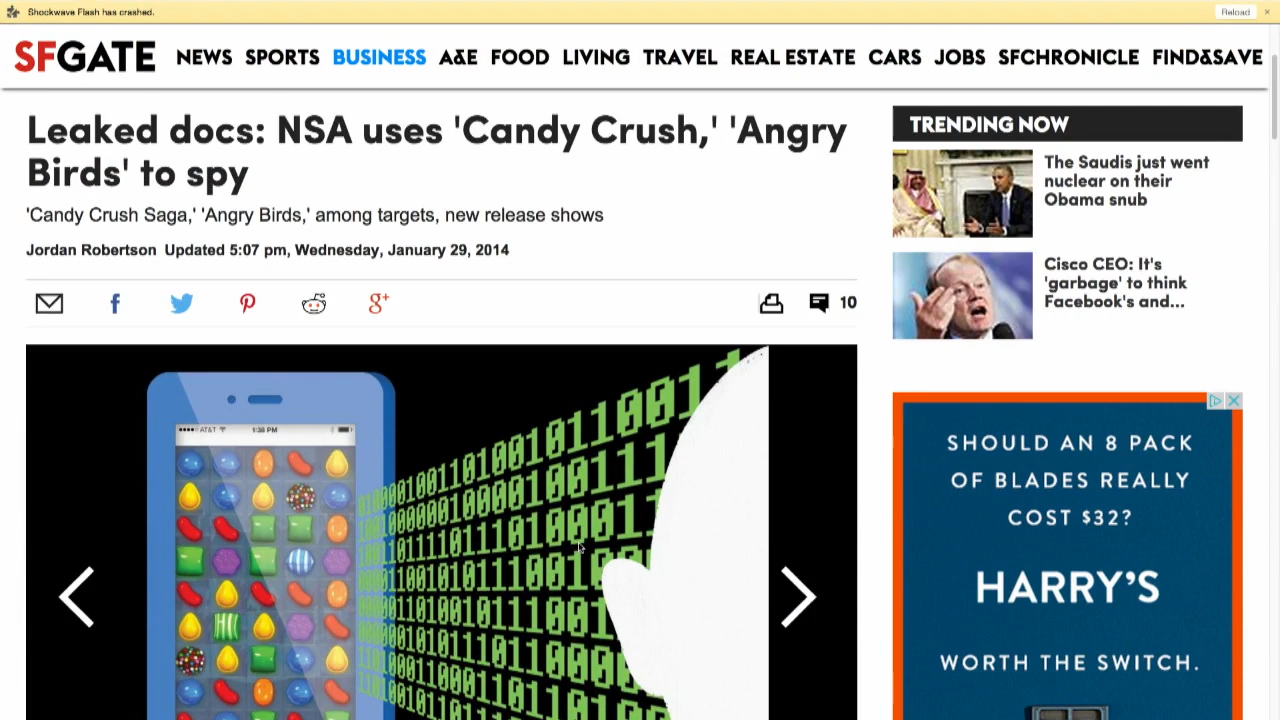 Shockwave Flash has crashed.
Reload
SFGATE
NEWS SPORTS BUSINESS A&E FOOD LIVING TRAVEL REAL ESTATE CARS JOBS SFCHRONICLE FIND&SAVE
Leaked docs: NSA uses 'Candy Crush,' 'Angry
Birds' to spy
'Candy Crush Saga,' 'Angry Birds,' among targets, new release shows
Jordan Robertson Updated 5:07 pm, Wednesday, January 29, 2014
10
AT&T 1:38 PM
TRENDING NOW
The Saudis just went
nuclear on their
Obama snub
Cisco CEO: It's
'garbage' to think
Facebook's and...
SHOULD AN 8 PACK
OF BLADES REALLY
COST $32?
HARRY'S
WORTH THE SWITCH.